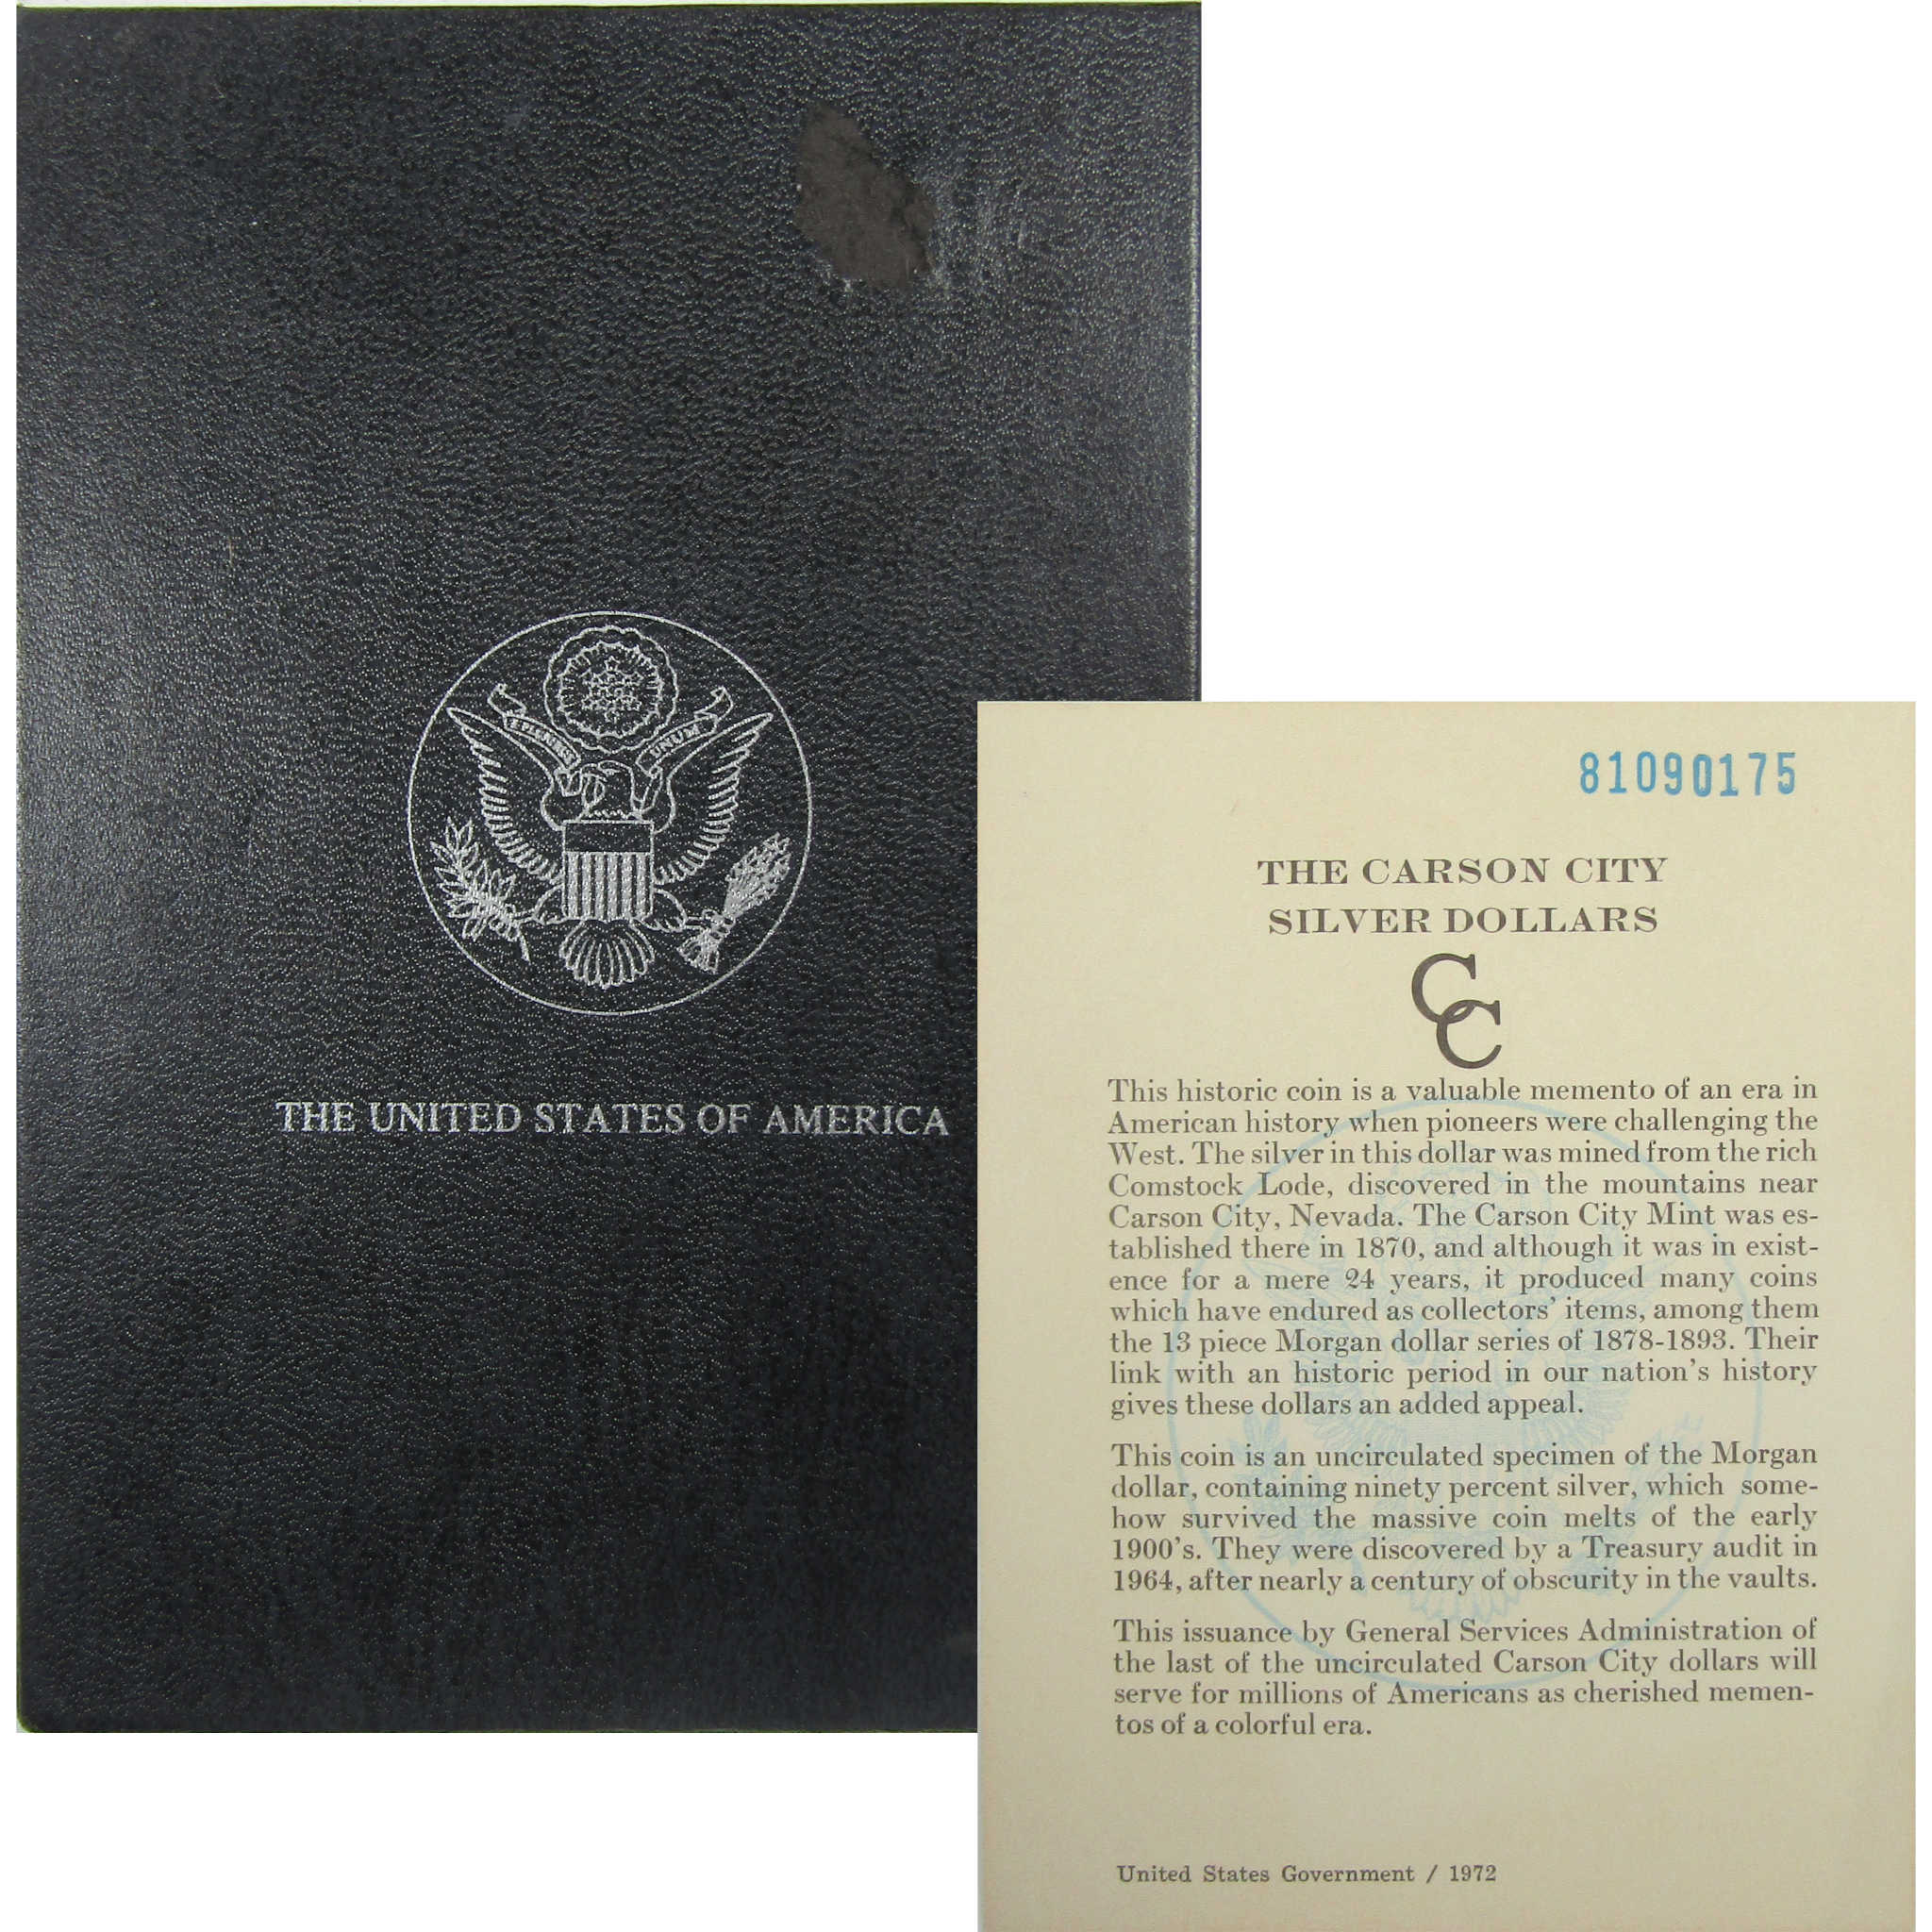 E PLURIBUS UNUM
THE UNITED STATES OF AMERICA
81090175
THE CARSON CITY
SILVER DOLLARS
CC
This historic coin is a valuable memento of an era in
American history when pioneers were challenging the
West. The silver in this dollar was mined from the rich
Comstock Lode, discovered in the mountains near
Carson City, Nevada. The Carson City Mint was es-
tablished there in 1870, and although it was in exist-
ence for a mere 24 years, it produced many coins
which have endured as collectors' items, among them
the 13 piece Morgan dollar series of 1878-1893. Their
link with an historic period in our nation's history
gives these dollars an added appeal.
This coin is an uncirculated specimen of the Morgan
dollar, containing ninety percent silver, which some-
how survived the massive coin melts of the early
1900's. They were discovered by a Treasury audit in
1964, after nearly a century of obscurity in the vaults.
This issuance by General Services Administration of
the last of the uncirculated Carson City dollars will
serve for millions of Americans as cherished memen-
tos of a colorful era.
United States Government / 1972